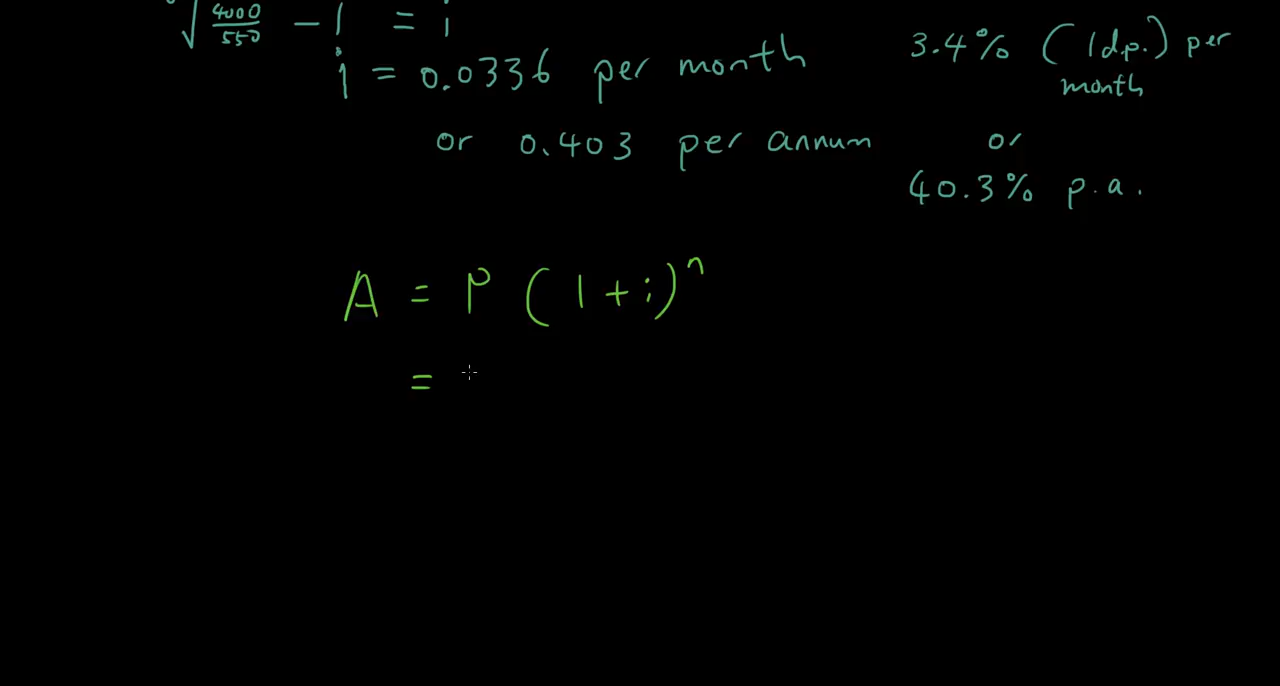 √4000/550 - 1 = i
i = 0.0336 per month 3.4% (1d.p.) per
month
or 0.403 per annum or
40.3% p.a.
A = P (1+i)ⁿ
=